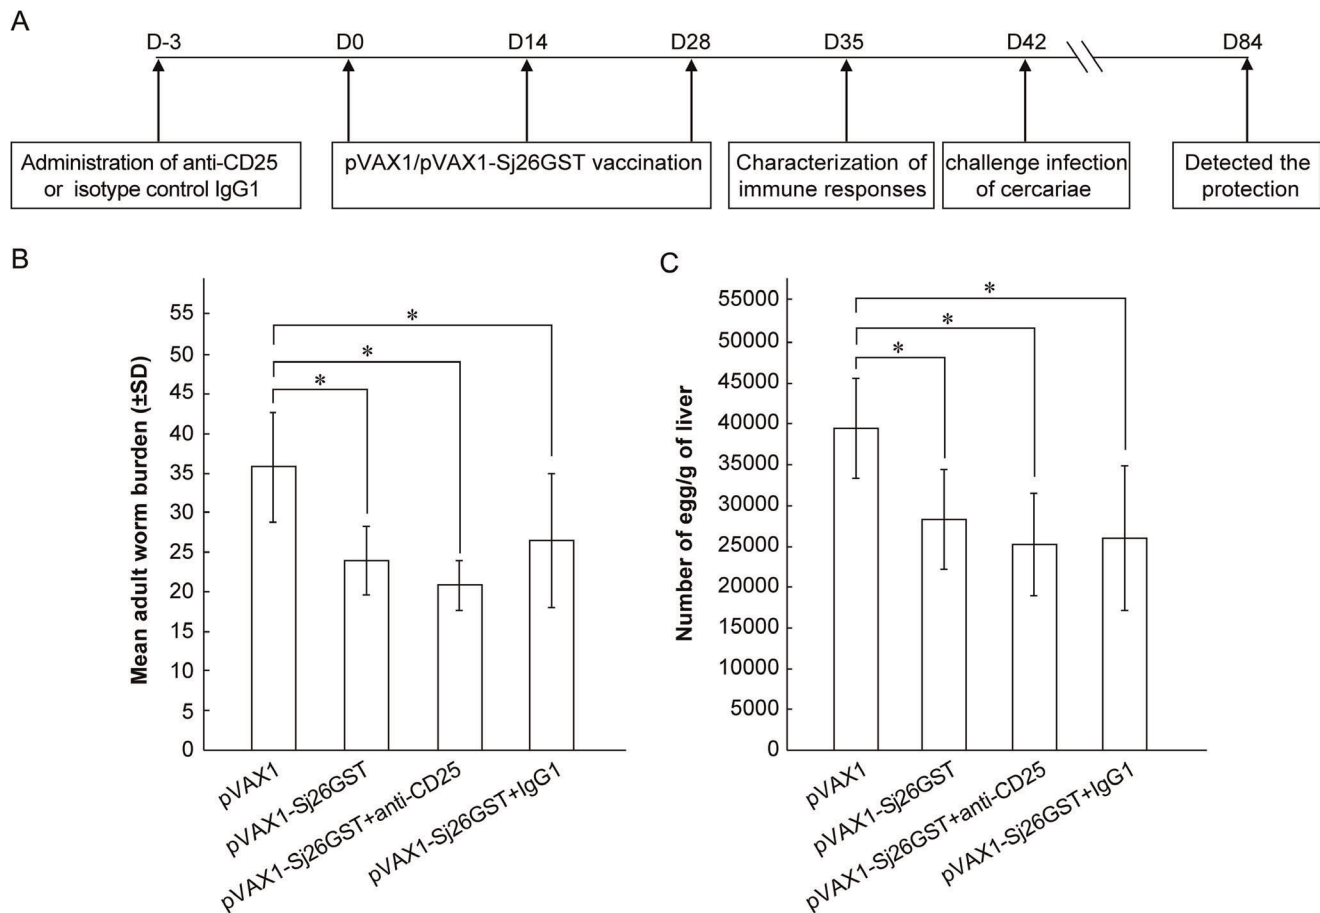 A
D-3 D0 D14 D28 D35 D42 D84
Administration of anti-CD25
or isotype control IgG1
pVAX1/pVAX1-Sj26GST vaccination
Characterization of
immune responses
challenge infection
of cercariae
Detected the
protection
B
Mean adult worm burden (±SD)
55
50
45
40
35
30
25
20
15
10
5
0
*
*
*
pVAX1
pVAX1-Sj26GST
pVAX1-Sj26GST+anti-CD25
pVAX1-Sj26GST+IgG1
C
Number of egg/g of liver
55000
50000
45000
40000
35000
30000
25000
20000
15000
10000
5000
0
*
*
*
pVAX1
pVAX1-Sj26GST
pVAX1-Sj26GST+anti-CD25
pVAX1-Sj26GST+IgG1